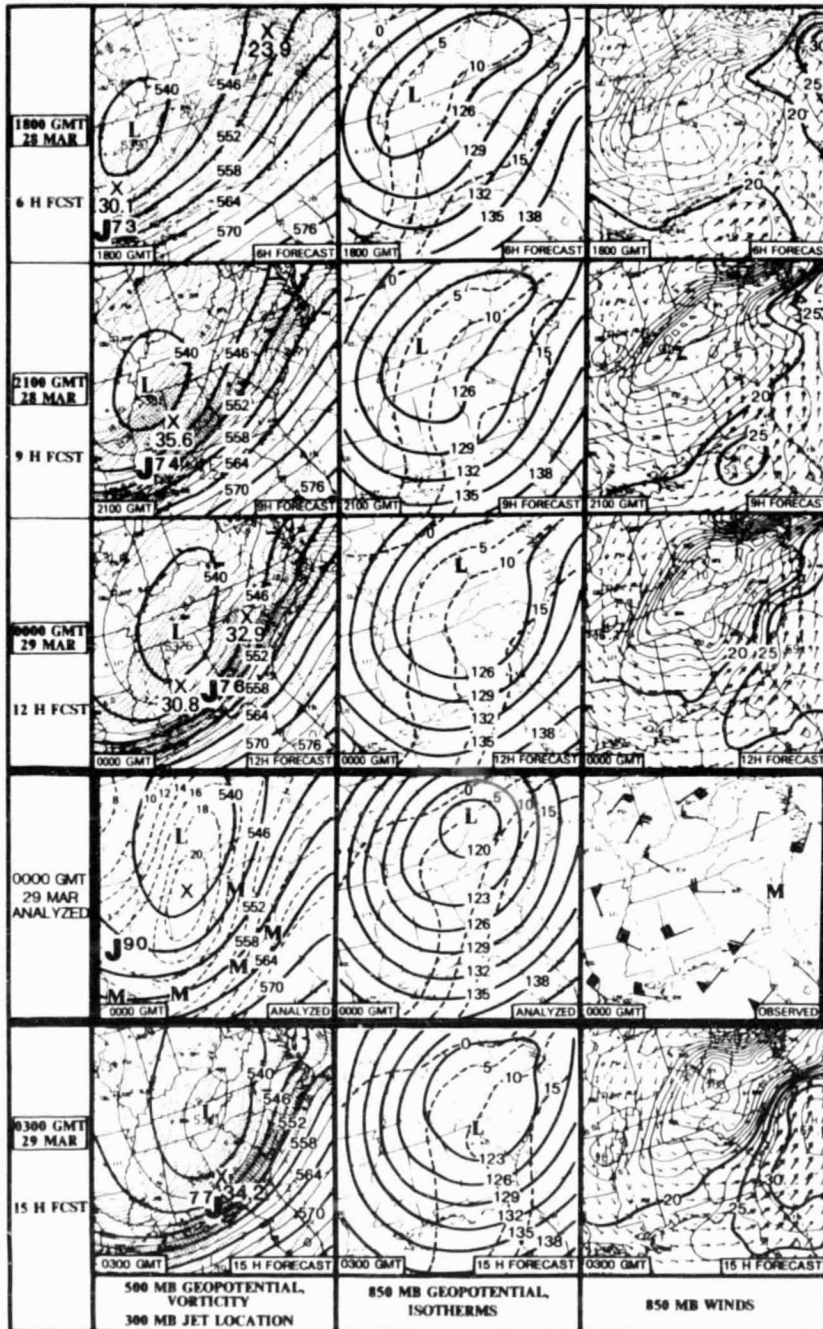 1800 GMT
28 MAR
6 H FCST
X
23.9
540
546
L
552
558
X
30.1
564
J73
570
576
1800 GMT
6H FORECAST
0
5
10
L
126
129
15
132
135
138
1800 GMT
6H FORECAST
30
25
20
20
1800 GMT
6H FORECAST
2100 GMT
28 MAR
9 H FCST
540
546
L
552
X
35.6
558
J74
564
570
576
2100 GMT
9H FORECAST
5
10
L
15
126
129
132
138
135
2100 GMT
9H FORECAST
25
20
25
2100 GMT
9H FORECAST
0000 GMT
29 MAR
12 H FCST
540
546
X
32.9
L
5376
552
X
30.8
J76
558
564
570
576
0000 GMT
12H FORECAST
0
5
L
10
15
126
129
132
135
138
0000 GMT
12H FORECAST
10
20
25
0000 GMT
12H FORECAST
0000 GMT
29 MAR
ANALYZED
8
10
12
14
16
18
540
L
546
20
X
M
552
J90
558
M
M
564
M
M
570
0000 GMT
ANALYZED
0
5
10
15
L
120
123
126
129
132
135
138
0000 GMT
ANALYZED
M
0000 GMT
OBSERVED
0300 GMT
29 MAR
15 H FCST
540
546
L
552
558
X
34.2
564
77J
570
0300 GMT
15 H FORECAST
0
5
10
15
L
123
126
129
132
135
138
0300 GMT
15 H FORECAST
30
20
25
0300 GMT
15 H FORECAST
500 MB GEOPOTENTIAL,
VORTICITY
300 MB JET LOCATION
850 MB GEOPOTENTIAL,
ISOTHERMS
850 MB WINDS